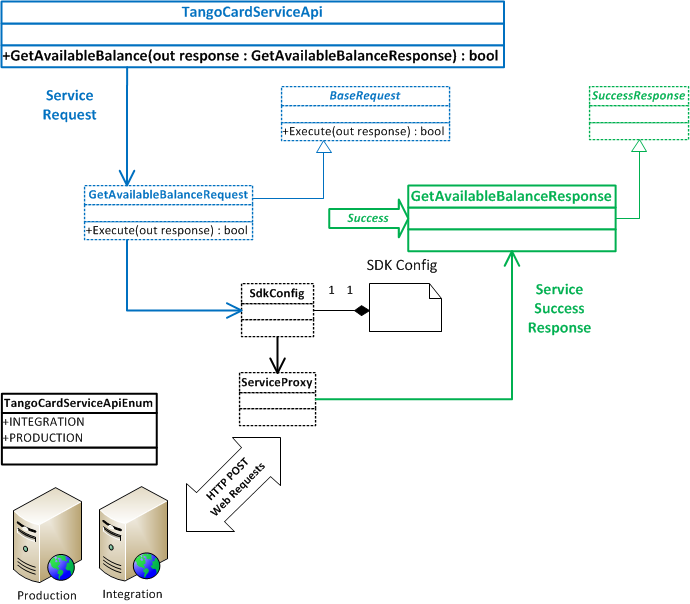 TangoCardServiceApi
+GetAvailableBalance(out response : GetAvailableBalanceResponse) : bool
Service
Request
BaseRequest
+Execute(out response) : bool
SuccessResponse
GetAvailableBalanceRequest
+Execute(out response) : bool
Success
GetAvailableBalanceResponse
SDK Config
SdkConfig
1 1
Service
Success
Response
ServiceProxy
TangoCardServiceApiEnum
+INTEGRATION
+PRODUCTION
HTTP POST
Web Requests
Production
Integration